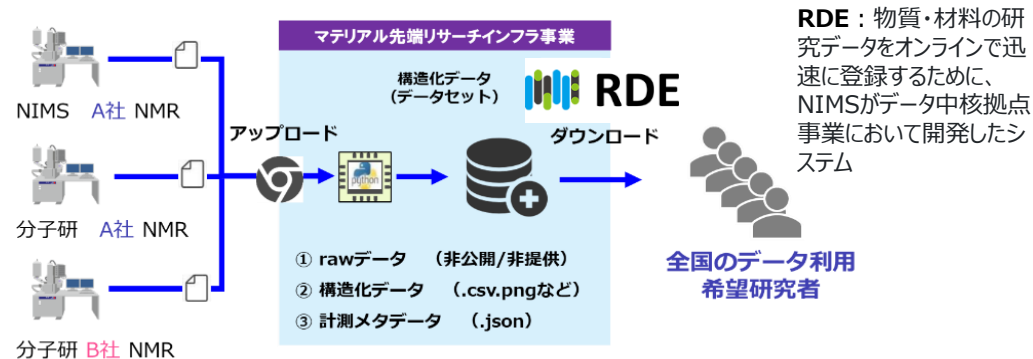 マテリアル先端リサーチインフラ事業
RDE：物質・材料の研
究データをオンラインで迅
速に登録するために、
NIMSがデータ中核拠点
事業において開発したシ
ステム
構造化データ
（データセット）
RDE
NIMS A社 NMR
アップロード
ダウンロード
python
分子研 A社 NMR
① rawデータ （非公開/非提供）
② 構造化データ （.csv.pngなど）
③ 計測メタデータ （.json）
全国のデータ利用
希望研究者
分子研 B社 NMR